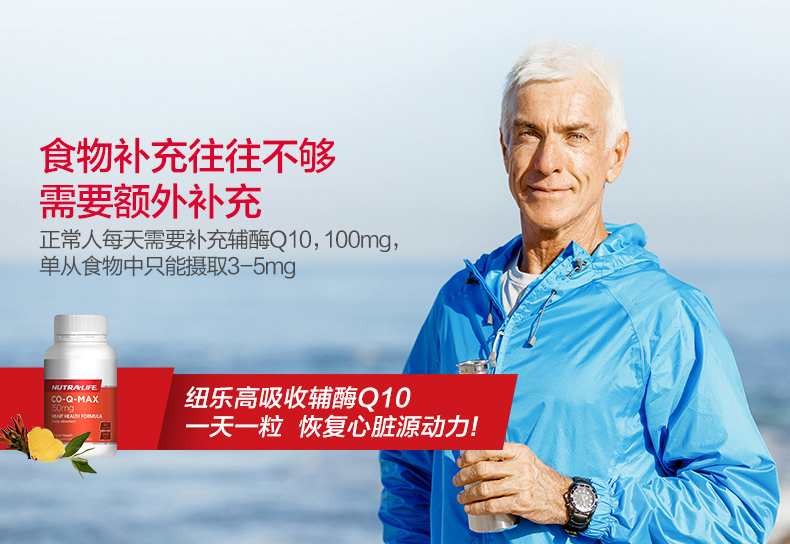 食物补充往往不够
需要额外补充
正常人每天需要补充辅酶Q10，100mg，
单从食物中只能摄取3-5mg
NUTRA-LIFE
CO-Q-MAX
150mg
HEART HEALTH FORMULA
纽乐高吸收辅酶Q10
一天一粒 恢复心脏源动力!